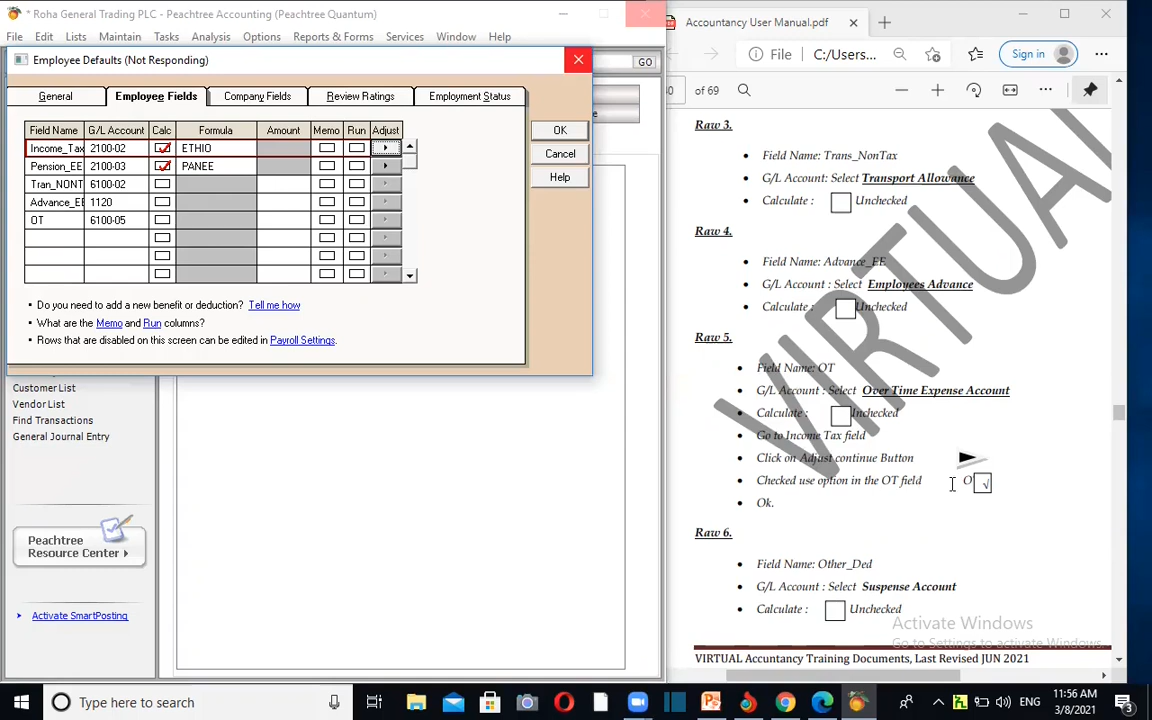 * Roha General Trading PLC - Peachtree Accounting (Peachtree Quantum)
File Edit Lists Maintain Tasks Analysis Options Reports & Forms Services Window Help
GO
Employee Defaults (Not Responding)
General Employee Fields Company Fields Review Ratings Employment Status
Field Name G/L Account Calc Formula Amount Memo Run Adjust
Income_Tax 2100-02 ETHIO
Pension_EE 2100-03 PANEE
Tran_NONT 6100-02
Advance_EE 1120
OT 6100-05
OK
Cancel
Help
• Do you need to add a new benefit or deduction? Tell me how
• What are the Memo and Run columns?
• Rows that are disabled on this screen can be edited in Payroll Settings.
Customer List
Vendor List
Find Transactions
General Journal Entry
Peachtree
Resource Center
Activate SmartPosting
Accountancy User Manual.pdf
File C:/Users... Sign in
of 69
Raw 3.
• Field Name: Trans_NonTax
• G/L Account: Select Transport Allowance
• Calculate : Unchecked
Raw 4.
• Field Name: Advance_EE
• G/L Account : Select Employees Advance
• Calculate : Unchecked
Raw 5.
• Field Name: OT
• G/L Account : Select Over Time Expense Account
• Calculate : Inchecked
• Go to Income Tax field
• Click on Adjust continue Button
• Checked use option in the OT field O √
• Ok.
Raw 6.
• Field Name: Other_Ded
• G/L Account : Select Suspense Account
• Calculate : Unchecked
VIRTUA
Activate Windows
Go to Settings to activate Windows.
VIRTUAL Accountancy Training Documents, Last Revised JUN 2021
Type here to search
ENG
11:56 AM
3/8/2021
3